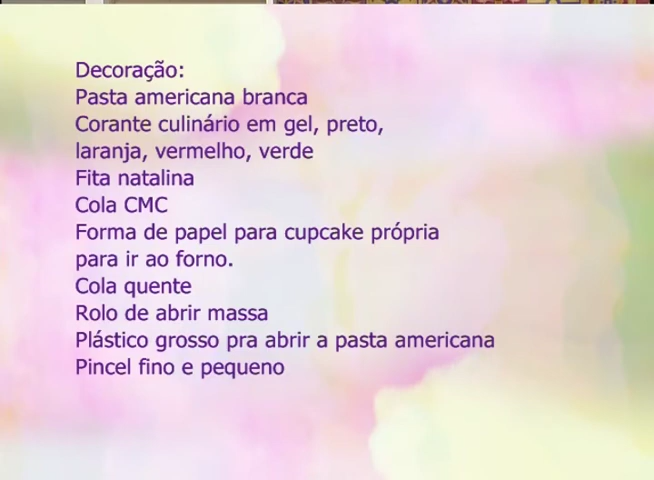 Decoração:
Pasta americana branca
Corante culinário em gel, preto,
laranja, vermelho, verde
Fita natalina
Cola CMC
Forma de papel para cupcake própria
para ir ao forno.
Cola quente
Rolo de abrir massa
Plástico grosso pra abrir a pasta americana
Pincel fino e pequeno